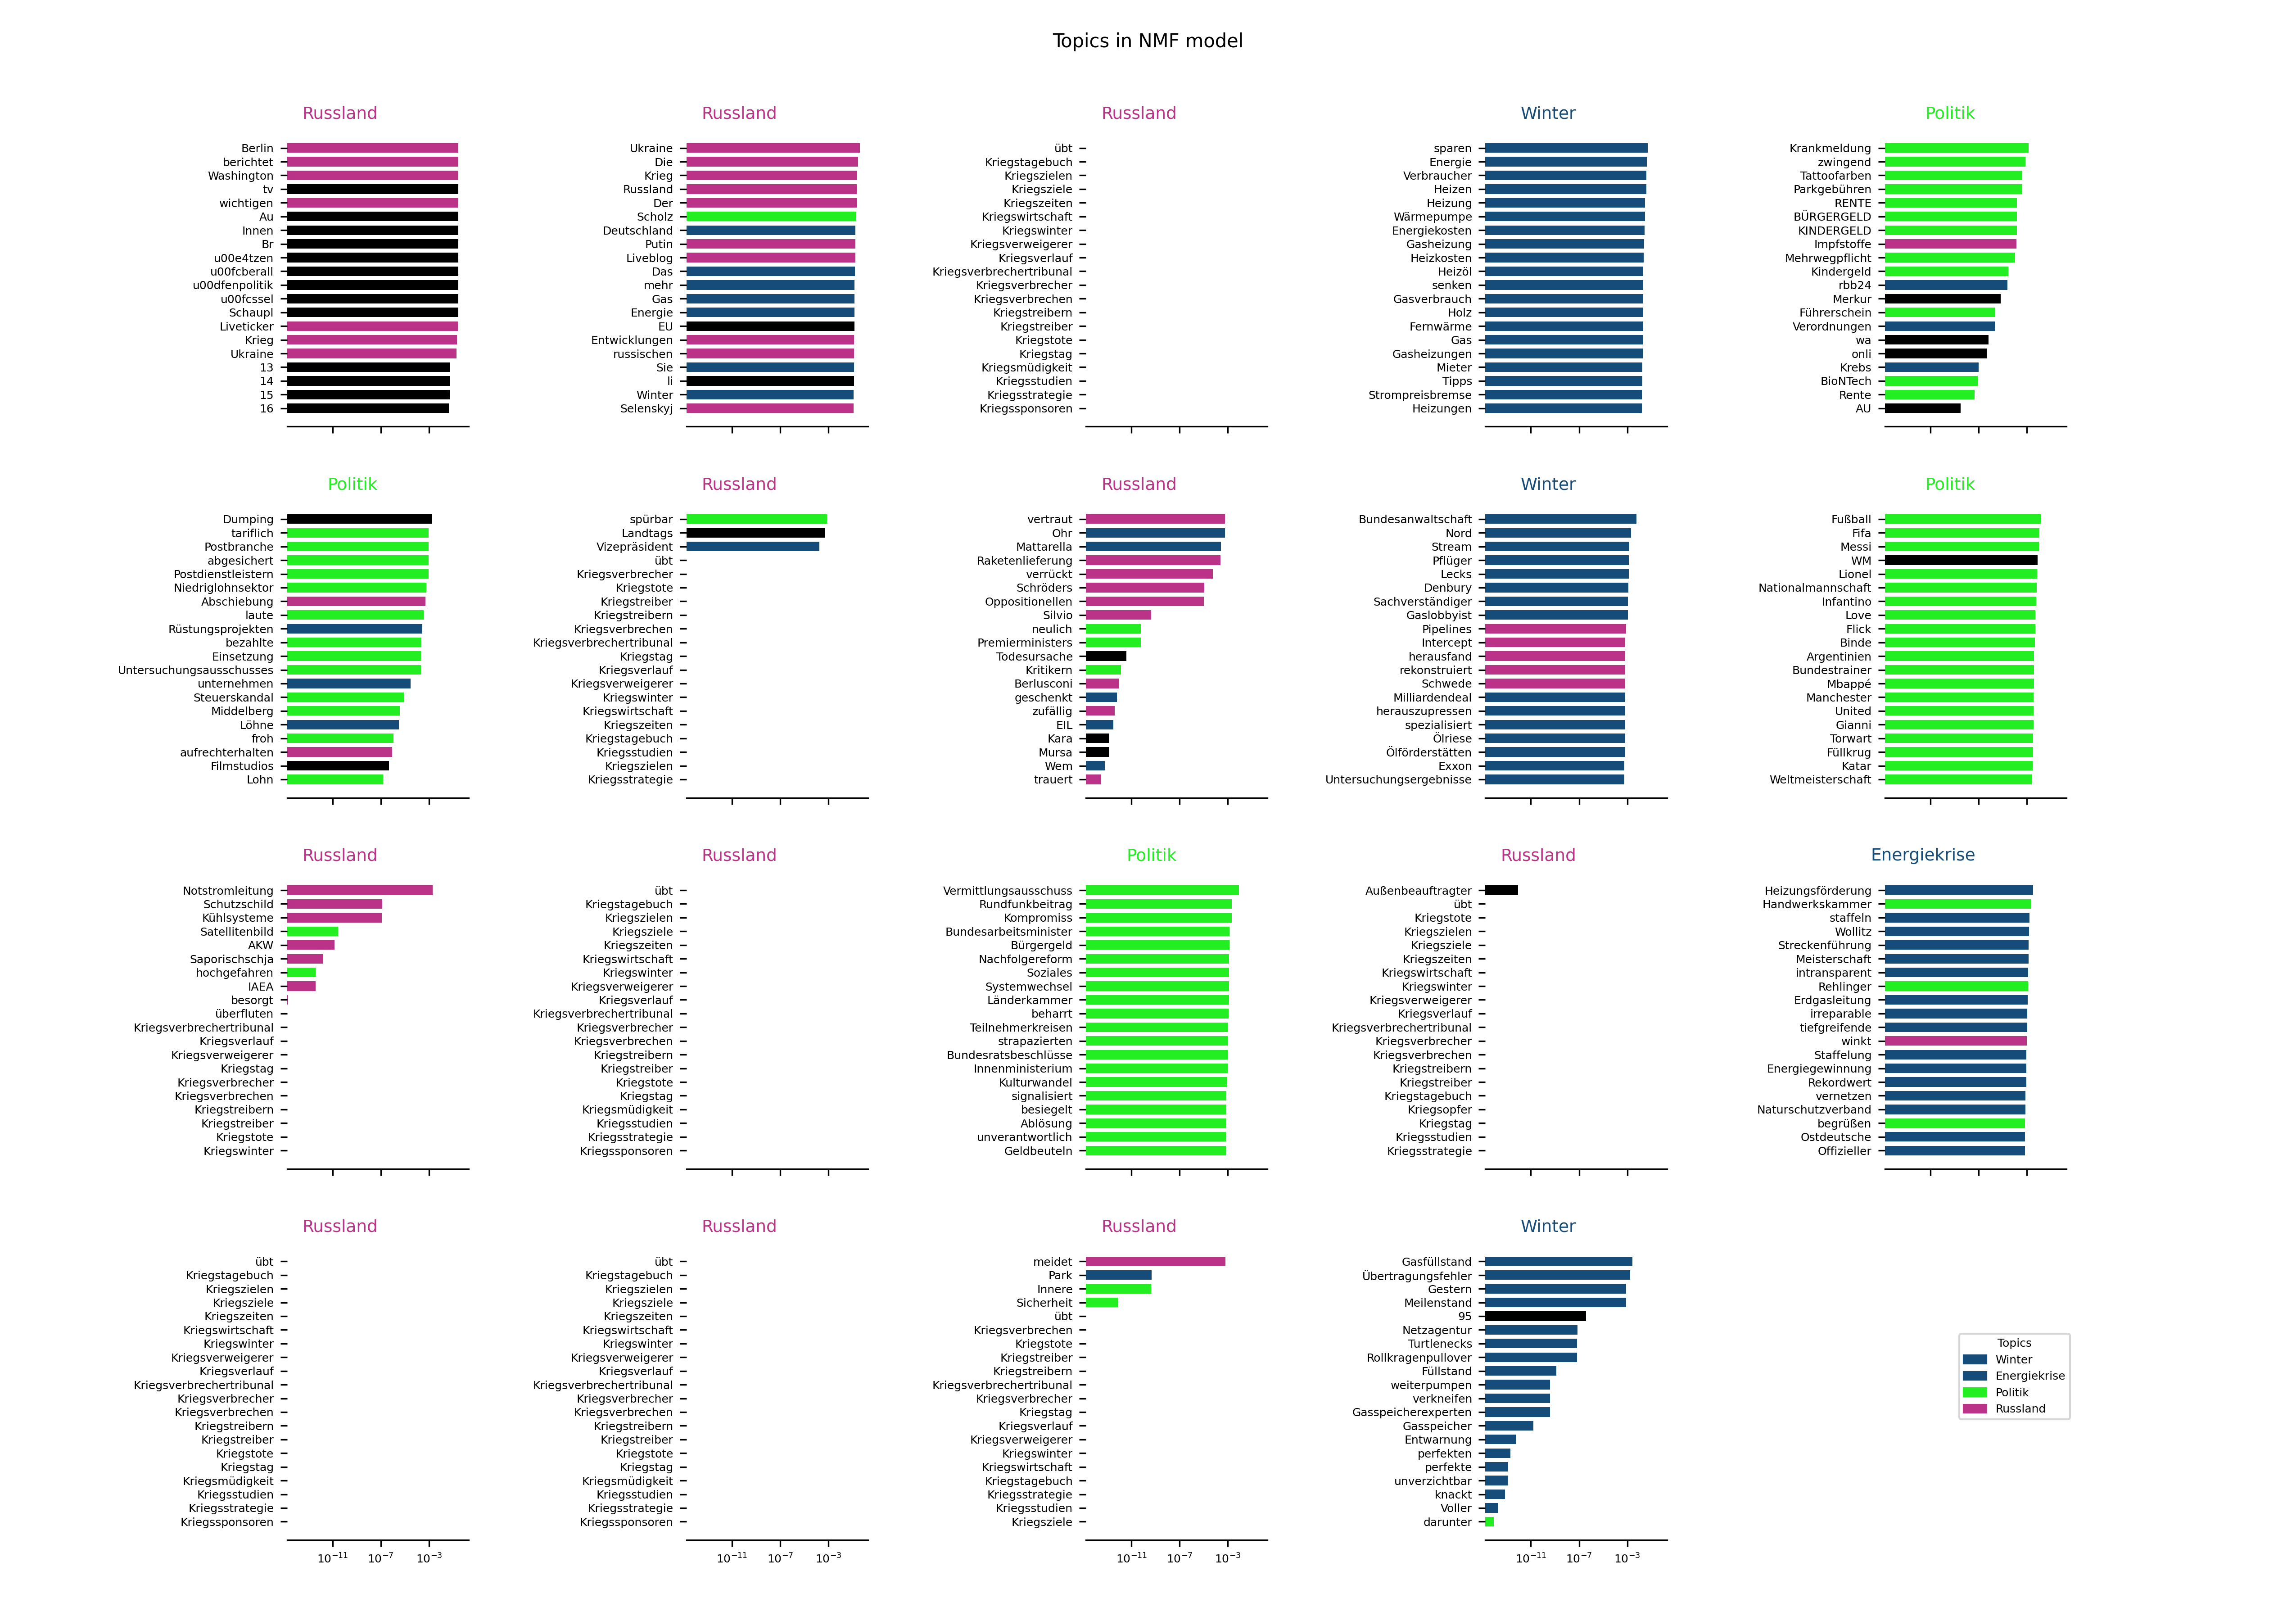 Topics in NMF model
Russland
Berlin
berichtet
Washington
tv
wichtigen
Au
Innen
Br
u00e4tzen
u00fcberall
u00dfenpolitik
u00fcssel
Schaupl
Liveticker
Krieg
Ukraine
13
14
15
16
Russland
Ukraine
Die
Krieg
Russland
Der
Scholz
Deutschland
Putin
Liveblog
Das
mehr
Gas
Energie
EU
Entwicklungen
russischen
Sie
li
Winter
Selenskyj
Russland
übt
Kriegstagebuch
Kriegszielen
Kriegsziele
Kriegszeiten
Kriegswirtschaft
Kriegswinter
Kriegsverweigerer
Kriegsverlauf
Kriegsverbrechertribunal
Kriegsverbrecher
Kriegsverbrechen
Kriegstreibern
Kriegstreiber
Kriegstote
Kriegstag
Kriegsmüdigkeit
Kriegsstudien
Kriegsstrategie
Kriegssponsoren
Winter
sparen
Energie
Verbraucher
Heizen
Heizung
Wärmepumpe
Energiekosten
Gasheizung
Heizkosten
Heizöl
senken
Gasverbrauch
Holz
Fernwärme
Gas
Gasheizungen
Mieter
Tipps
Strompreisbremse
Heizungen
Politik
Krankmeldung
zwingend
Tattoofarben
Parkgebühren
RENTE
BÜRGERGELD
KINDERGELD
Impfstoffe
Mehrwegpflicht
Kindergeld
rbb24
Merkur
Führerschein
Verordnungen
wa
onli
Krebs
BioNTech
Rente
AU
Politik
Dumping
tariflich
Postbranche
abgesichert
Postdienstleistern
Niedriglohnsektor
Abschiebung
laute
Rüstungsprojekten
bezahlte
Einsetzung
Untersuchungsausschusses
unternehmen
Steuerskandal
Middelberg
Löhne
froh
aufrechterhalten
Filmstudios
Lohn
Russland
spürbar
Landtags
Vizepräsident
übt
Kriegsverbrecher
Kriegstote
Kriegstreiber
Kriegstreibern
Kriegsverbrechen
Kriegsverbrechertribunal
Kriegstag
Kriegsverlauf
Kriegsverweigerer
Kriegswinter
Kriegswirtschaft
Kriegszeiten
Kriegstagebuch
Kriegsstudien
Kriegszielen
Kriegsstrategie
Russland
vertraut
Ohr
Mattarella
Raketenlieferung
verrückt
Schröders
Oppositionellen
Silvio
neulich
Premierministers
Todesursache
Kritikern
Berlusconi
geschenkt
zufällig
EIL
Kara
Mursa
Wem
trauert
Winter
Bundesanwaltschaft
Nord
Stream
Pflüger
Lecks
Denbury
Sachverständiger
Gaslobbyist
Pipelines
Intercept
herausfand
rekonstruiert
Schwede
Milliardendeal
herauszupressen
spezialisiert
Ölriese
Ölförderstätten
Exxon
Untersuchungsergebnisse
Politik
Fußball
Fifa
Messi
WM
Lionel
Nationalmannschaft
Infantino
Love
Flick
Binde
Argentinien
Bundestrainer
Mbappé
Manchester
United
Gianni
Torwart
Füllkrug
Katar
Weltmeisterschaft
Russland
Notstromleitung
Schutzschild
Kühlsysteme
Satellitenbild
AKW
Saporischschja
hochgefahren
IAEA
besorgt
überfluten
Kriegsverbrechertribunal
Kriegsverlauf
Kriegsverweigerer
Kriegstag
Kriegsverbrecher
Kriegsverbrechen
Kriegstreibern
Kriegstreiber
Kriegstote
Kriegswinter
Russland
übt
Kriegstagebuch
Kriegszielen
Kriegsziele
Kriegszeiten
Kriegswirtschaft
Kriegswinter
Kriegsverweigerer
Kriegsverlauf
Kriegsverbrechertribunal
Kriegsverbrecher
Kriegsverbrechen
Kriegstreibern
Kriegstreiber
Kriegstote
Kriegstag
Kriegsmüdigkeit
Kriegsstudien
Kriegsstrategie
Kriegssponsoren
Politik
Vermittlungsausschuss
Rundfunkbeitrag
Kompromiss
Bundesarbeitsminister
Bürgergeld
Nachfolgereform
Soziales
Systemwechsel
Länderkammer
beharrt
Teilnehmerkreisen
strapazierten
Bundesratsbeschlüsse
Innenministerium
Kulturwandel
signalisiert
besiegelt
Ablösung
unverantwortlich
Geldbeuteln
Russland
Außenbeauftragter
übt
Kriegstote
Kriegszielen
Kriegsziele
Kriegszeiten
Kriegswirtschaft
Kriegswinter
Kriegsverweigerer
Kriegsverlauf
Kriegsverbrechertribunal
Kriegsverbrecher
Kriegsverbrechen
Kriegstreibern
Kriegstreiber
Kriegstagebuch
Kriegsopfer
Kriegstag
Kriegsstudien
Kriegsstrategie
Energiekrise
Heizungsförderung
Handwerkskammer
staffeln
Wollitz
Streckenführung
Meisterschaft
intransparent
Rehlinger
Erdgasleitung
irreparable
tiefgreifende
winkt
Staffelung
Energiegewinnung
Rekordwert
vernetzen
Naturschutzverband
begrüßen
Ostdeutsche
Offizieller
Russland
übt
Kriegstagebuch
Kriegszielen
Kriegsziele
Kriegszeiten
Kriegswirtschaft
Kriegswinter
Kriegsverweigerer
Kriegsverlauf
Kriegsverbrechertribunal
Kriegsverbrecher
Kriegsverbrechen
Kriegstreibern
Kriegstreiber
Kriegstote
Kriegstag
Kriegsmüdigkeit
Kriegsstudien
Kriegsstrategie
Kriegssponsoren
10⁻¹¹ 10⁻⁷ 10⁻³
Russland
übt
Kriegstagebuch
Kriegszielen
Kriegsziele
Kriegszeiten
Kriegswirtschaft
Kriegswinter
Kriegsverweigerer
Kriegsverlauf
Kriegsverbrechertribunal
Kriegsverbrecher
Kriegsverbrechen
Kriegstreibern
Kriegstreiber
Kriegstote
Kriegstag
Kriegsmüdigkeit
Kriegsstudien
Kriegsstrategie
Kriegssponsoren
10⁻¹¹ 10⁻⁷ 10⁻³
Russland
meidet
Park
Innere
Sicherheit
übt
Kriegsverbrechen
Kriegstote
Kriegstreiber
Kriegstreibern
Kriegsverbrechertribunal
Kriegsverbrecher
Kriegstag
Kriegsverlauf
Kriegsverweigerer
Kriegswinter
Kriegswirtschaft
Kriegstagebuch
Kriegsstrategie
Kriegsstudien
Kriegsziele
10⁻¹¹ 10⁻⁷ 10⁻³
Winter
Gasfüllstand
Übertragungsfehler
Gestern
Meilenstand
95
Netzagentur
Turtlenecks
Rollkragenpullover
Füllstand
weiterpumpen
verkneifen
Gasspeicherexperten
Gasspeicher
Entwarnung
perfekten
perfekte
unverzichtbar
knackt
Voller
darunter
10⁻¹¹ 10⁻⁷ 10⁻³
Topics
Winter
Energiekrise
Politik
Russland